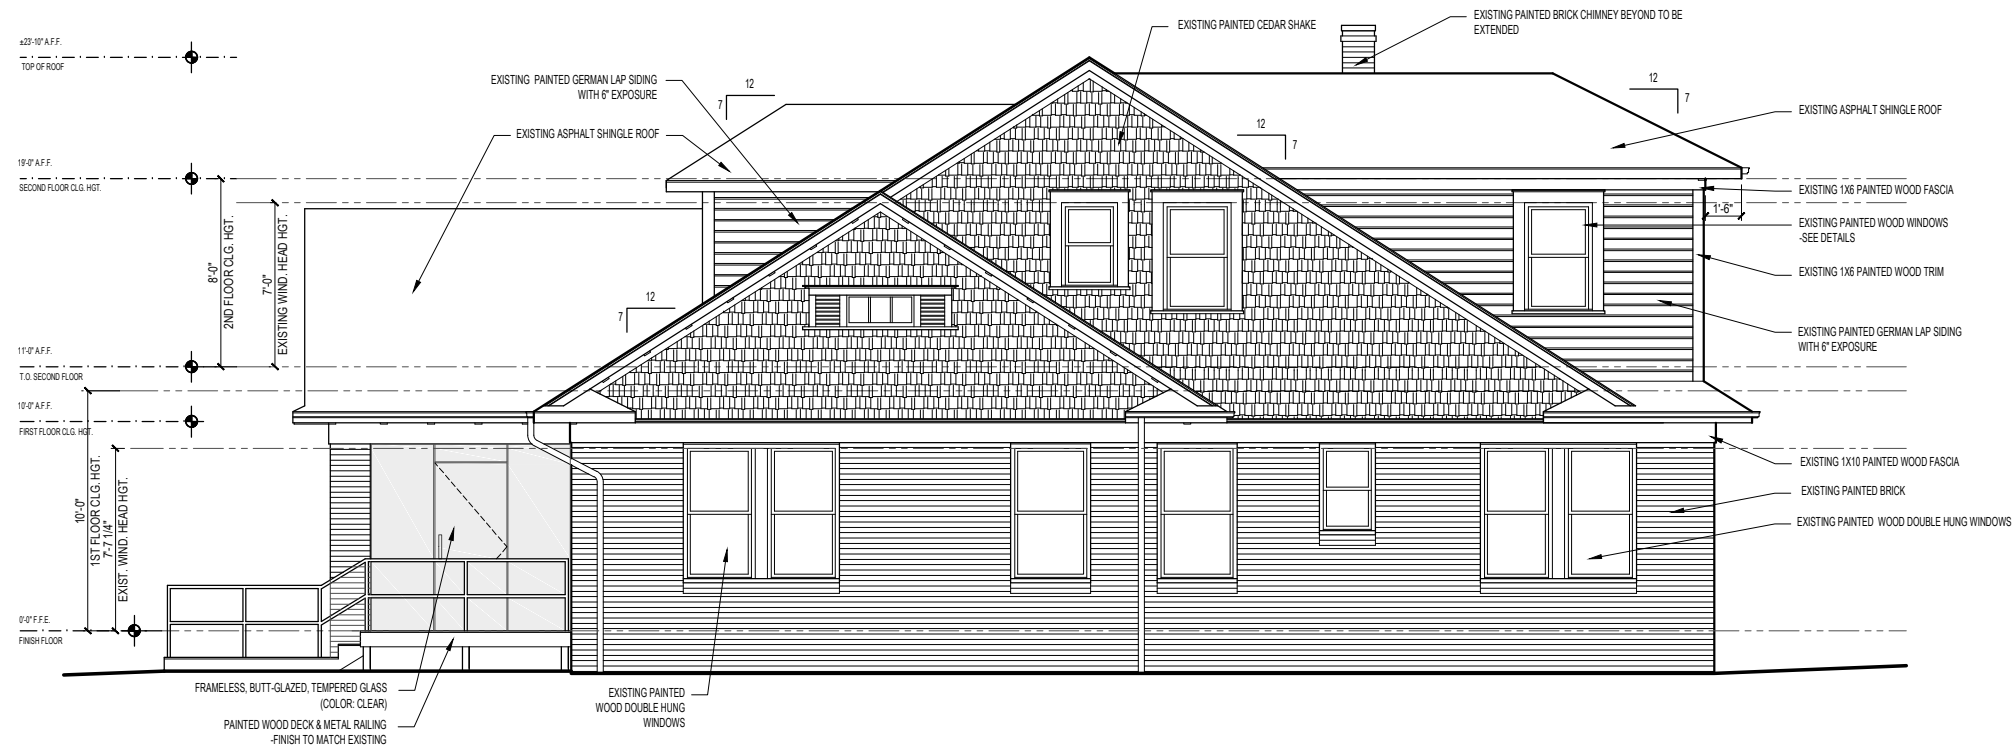 ±23'-10" A.F.F.
TOP OF ROOF
19'-0" A.F.F.
SECOND FLOOR CLG. HGT.
11'-0" A.F.F.
T.O. SECOND FLOOR
10'-0" A.F.F.
FIRST FLOOR CLG. HGT.
0'-0" F.F.E.
FINISH FLOOR
8'-0"
2ND FLOOR CLG. HGT.
7'-0"
EXISTING WIND. HEAD HGT.
10'-0"
1ST FLOOR CLG. HGT.
7'-7 1/4"
EXIST. WIND. HEAD HGT.
EXISTING PAINTED GERMAN LAP SIDING
WITH 6" EXPOSURE
EXISTING ASPHALT SHINGLE ROOF
12
7
12
7
12
7
12
7
EXISTING PAINTED CEDAR SHAKE
EXISTING PAINTED BRICK CHIMNEY BEYOND TO BE
EXTENDED
EXISTING ASPHALT SHINGLE ROOF
EXISTING 1X6 PAINTED WOOD FASCIA
1'-6"
EXISTING PAINTED WOOD WINDOWS
-SEE DETAILS
EXISTING 1X6 PAINTED WOOD TRIM
EXISTING PAINTED GERMAN LAP SIDING
WITH 6" EXPOSURE
EXISTING 1X10 PAINTED WOOD FASCIA
EXISTING PAINTED BRICK
EXISTING PAINTED WOOD DOUBLE HUNG WINDOWS
FRAMELESS, BUTT-GLAZED, TEMPERED GLASS
(COLOR: CLEAR)
PAINTED WOOD DECK & METAL RAILING
-FINISH TO MATCH EXISTING
EXISTING PAINTED
WOOD DOUBLE HUNG
WINDOWS